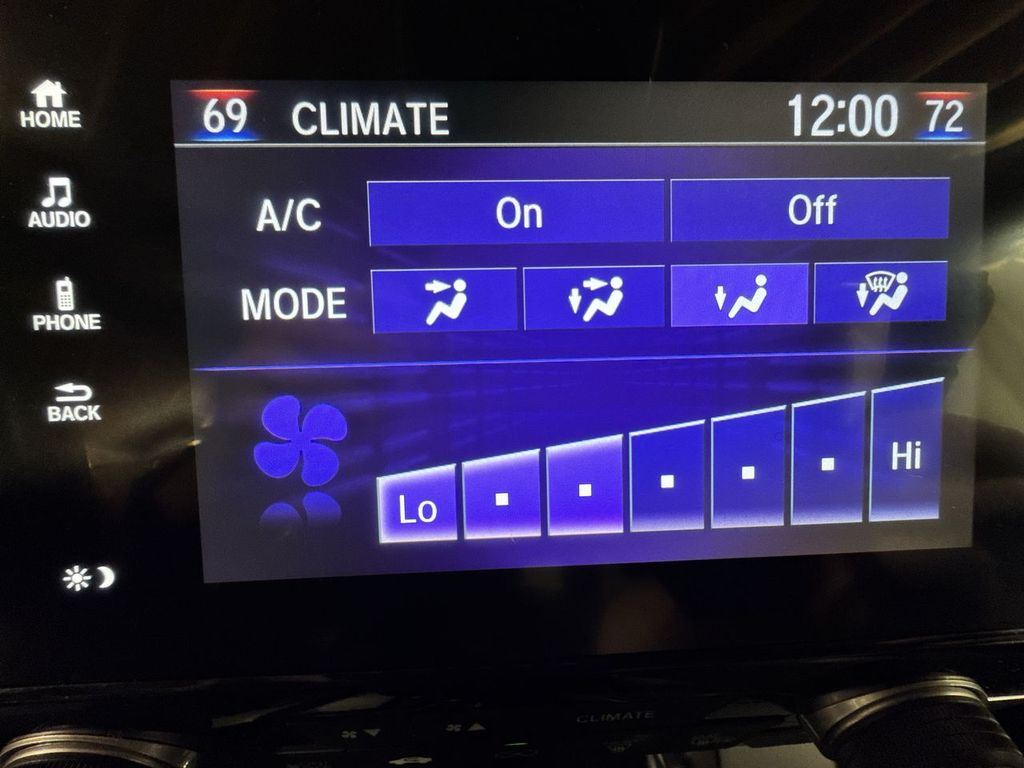 HOME
AUDIO
PHONE
BACK
69 CLIMATE 12:00 72
A/C On Off
MODE
Lo Hi
CLIMATE